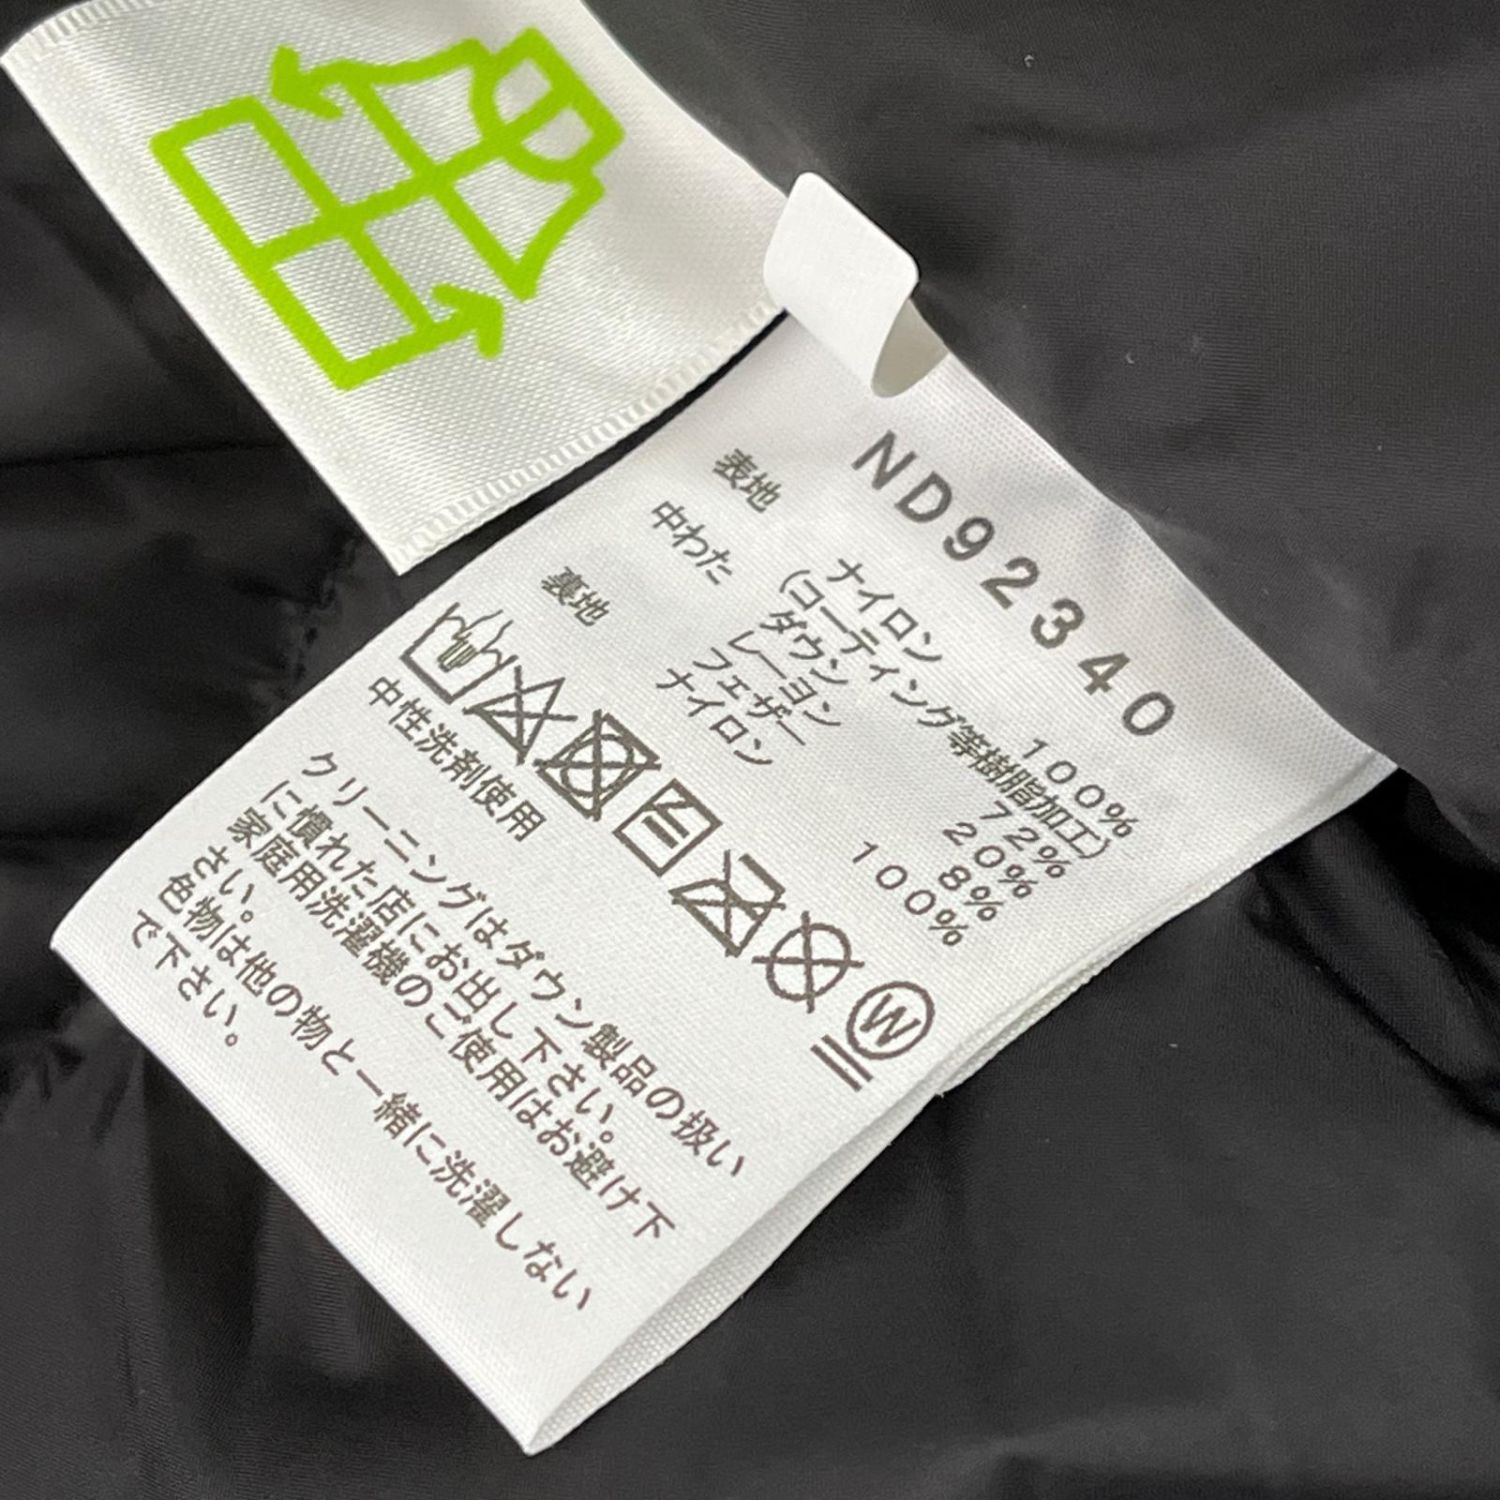 ND92340
表地 ナイロン 100%
(コーティング等樹脂加工)
中わた ダウン 72%
レーヨン 20%
フェザー 8%
裏地 ナイロン 100%
W
中性洗剤使用
クリーニングはダウン製品の扱い
に慣れた店にお出し下さい。
家庭用洗濯機のご使用はお避け下
さい。
色物は他の物と一緒に洗濯しない
で下さい。